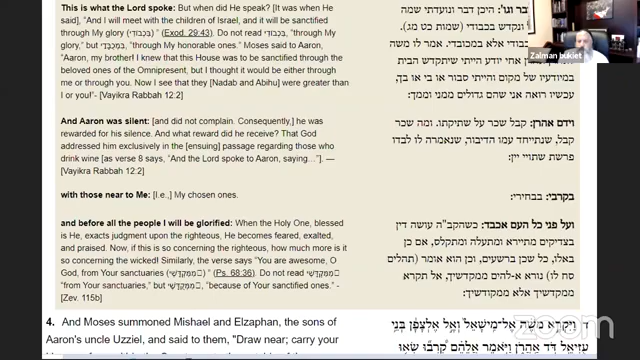 This is what the Lord spoke: But when did He speak? [It was when He
said], "And I will meet with the children of Israel, and it will be sanctified
through My glory (בִּכְבוֹדִי)" (Exod. 29:43). Do not read בִּכְבוֹדִי, "through My
glory," but בִּמְכֻבָּדַי, "through My honorable ones." Moses said to Aaron,
"Aaron, my brother! I knew that this House was to be sanctified through the
beloved ones of the Omnipresent, but I thought it would be either through
me or through you. Now I see that they [Nadab and Abihu] were greater than
I or you!"- [Vayikra Rabbah 12:2]
And Aaron was silent: [and did not complain. Consequently,] he was
rewarded for his silence. And what reward did he receive? That God
addressed him exclusively in the [ensuing] passage regarding those who
drink wine [as verse 8 says, "And the Lord spoke to Aaron, saying…"]. —
[Vayikra Rabbah 12:2]
with those near to Me: [I.e.,] My chosen ones.
and before all the people I will be glorified: When the Holy One, blessed
is He, exacts judgment upon the righteous, He becomes feared, exalted,
and praised. Now, if this is so concerning the righteous, how much more is it
so concerning the wicked! Similarly, the verse says "You are awesome, O
God, from Your sanctuaries (מִמִּקְדָּשֶׁיךָ)" (Ps. 68:36). Do not read מִמִּקְדָּשֶׁיךָ,
"from Your sanctuaries," but מִמְּקֻדָּשֶׁיךָ, "because of Your sanctified ones."-
[Zev. 115b]
4. And Moses summoned Mishael and Elzaphan, the sons of
Aaron's uncle Uzziel, and said to them, "Draw near; carry your
דבר וגו': היכן דבר ונועדתי שמה
ונקדש בכבודי (שמות כט מג).
בכבודי אלא במכובדי. אמר לו משה
אחי יודע הייתי שיתקדש הבית
במיודעיו של מקום והייתי סבור או בי או בך,
עכשיו רואה אני שהם גדולים ממני וממך:
וידם אהרן: קבל שכר על שתיקתו. ומה שכר
קבל, שנתייחד עמו הדיבור, שנאמרה לו לבדו
פרשת שתויי יין:
בקרבי: בבחירי:
ועל פני כל העם אכבד: כשהקב"ה עושה דין
בצדיקים מתיירא ומתעלה ומתקלס, אם כן
באלו, כל שכן ברשעים, וכן הוא אומר (תהלים
סח לו) נורא א-להים ממקדשיך, אל תקרא
ממקדשיך אלא ממקודשיך:
ד וַיִּקְרָא מֹשֶׁה אֶל־מִישָׁאֵל וְאֶל אֶלְצָפָן בְּנֵי
עֻזִּיאֵל דֹּד אַהֲרֹן וַיֹּאמֶר אֲלֵהֶם קִרְבוּ שְׂאוּ
Zalman bukiet
zoom